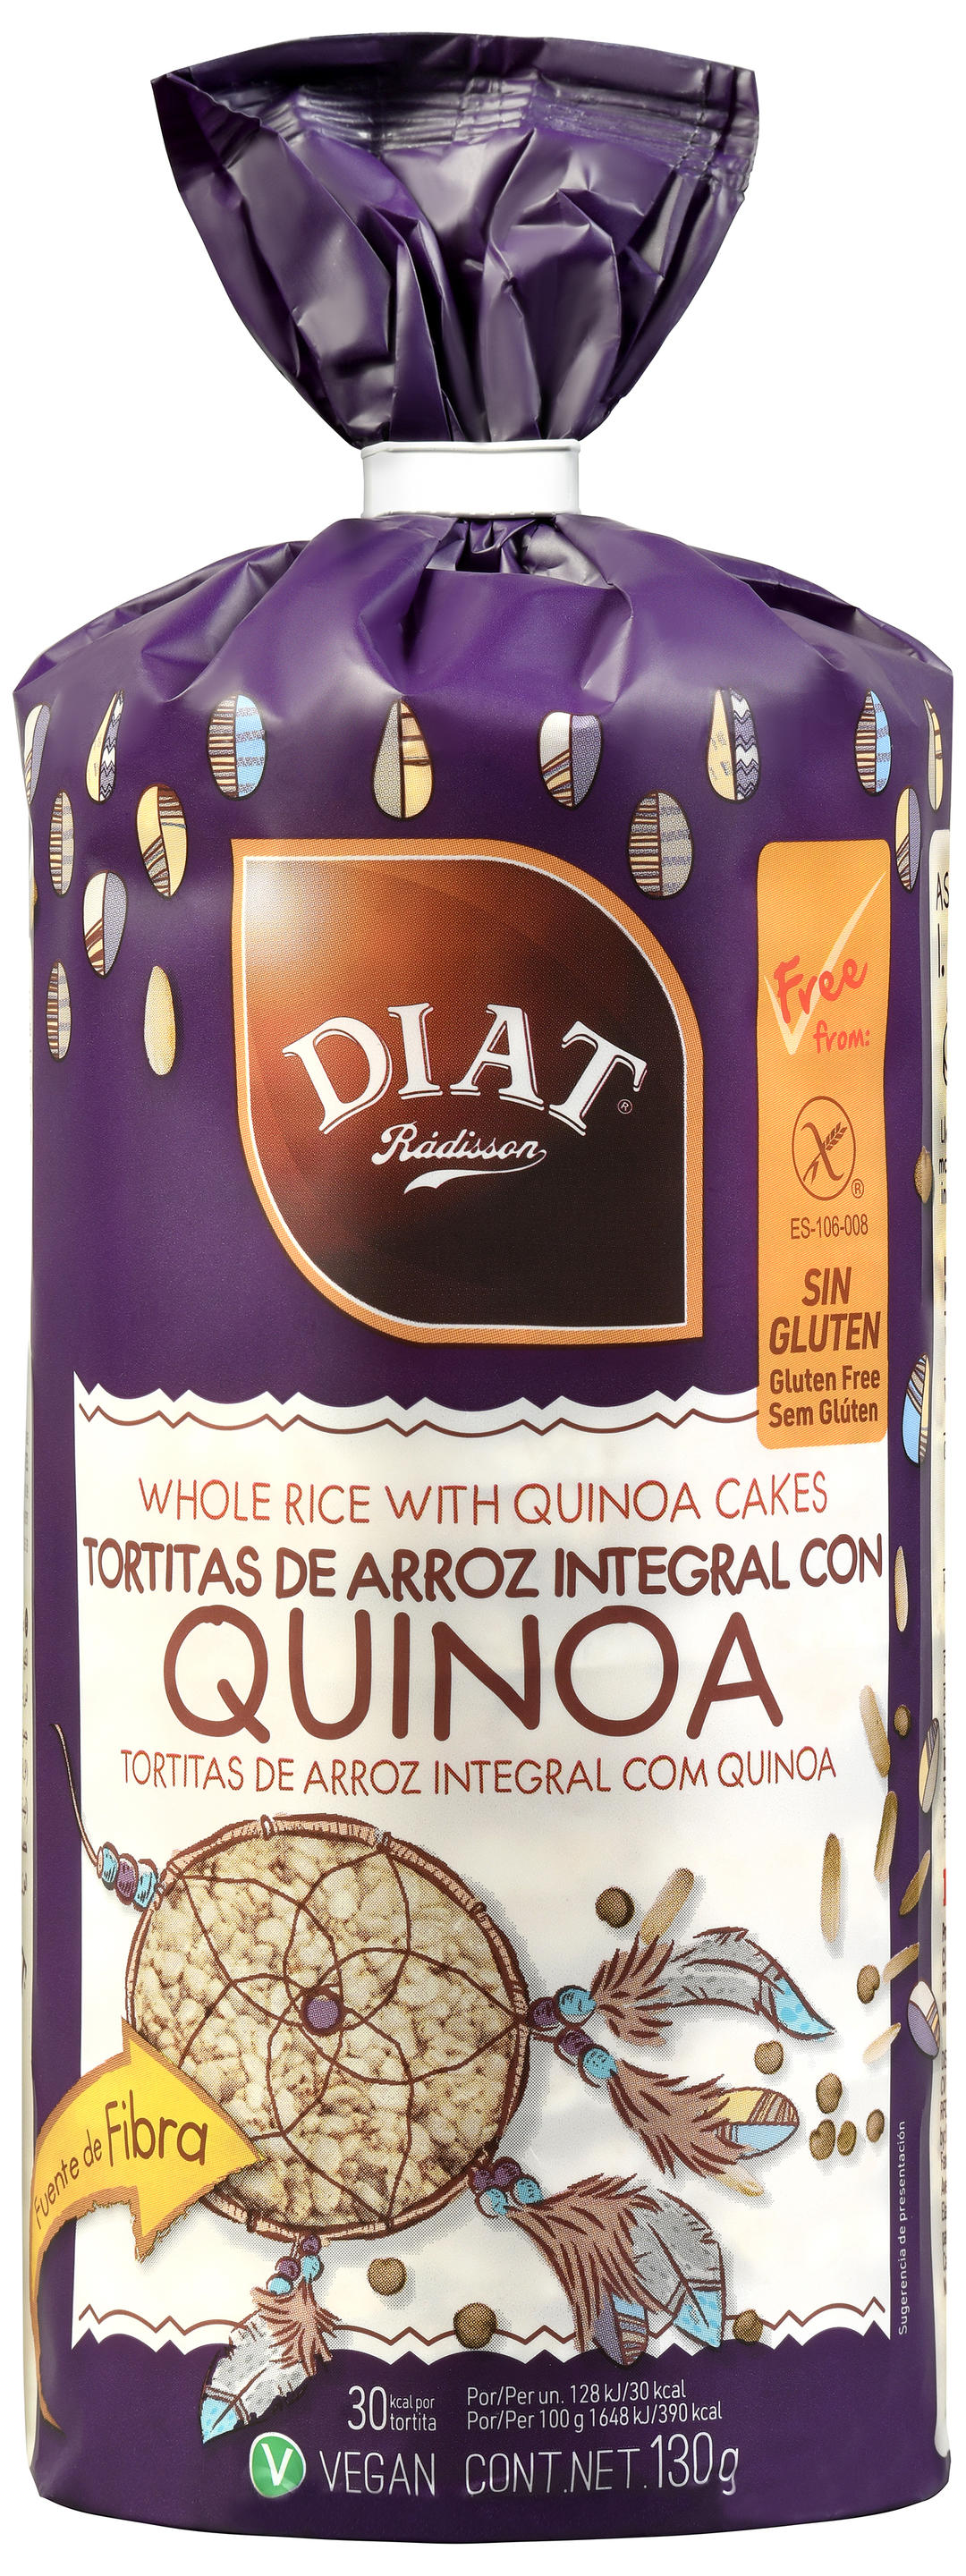 DIAT®
Rádisson
Free
from:
®
ES-106-008
SIN
GLUTEN
Gluten Free
Sem Glúten
WHOLE RICE WITH QUINOA CAKES
TORTITAS DE ARROZ INTEGRAL CON
QUINOA
TORTITAS DE ARROZ INTEGRAL COM QUINOA
Fuente de Fibra
Sugerencia de presentación
30 kcal por
tortita
Por/Per un. 128 kJ/30 kcal
Por/Per 100 g 1648 kJ/390 kcal
V VEGAN
CONT.NET.130g